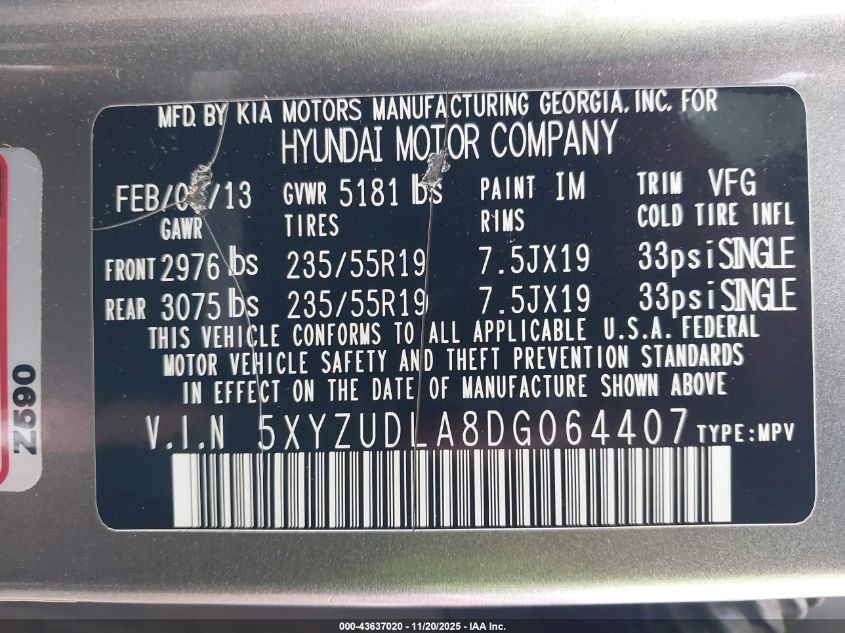 MFD. BY KIA MOTORS MANUFACTURING GEORGIA, INC. FOR
HYUNDAI MOTOR COMPANY
FEB/ /13 GVWR 5181 lbs PAINT IM TRIM VFG
GAWR TIRES RIMS COLD TIRE INFL
FRONT 2976 lbs 235/55R19 7.5JX19 33psi SINGLE
REAR 3075 lbs 235/55R19 7.5JX19 33psi SINGLE
THIS VEHICLE CONFORMS TO ALL APPLICABLE U.S.A. FEDERAL
MOTOR VEHICLE SAFETY AND THEFT PREVENTION STANDARDS
IN EFFECT ON THE DATE OF MANUFACTURE SHOWN ABOVE
V.I.N 5XYZUDLA8DG064407 TYPE:MPV
Z590
000-43637020 - 11/20/2025 - IAA Inc.